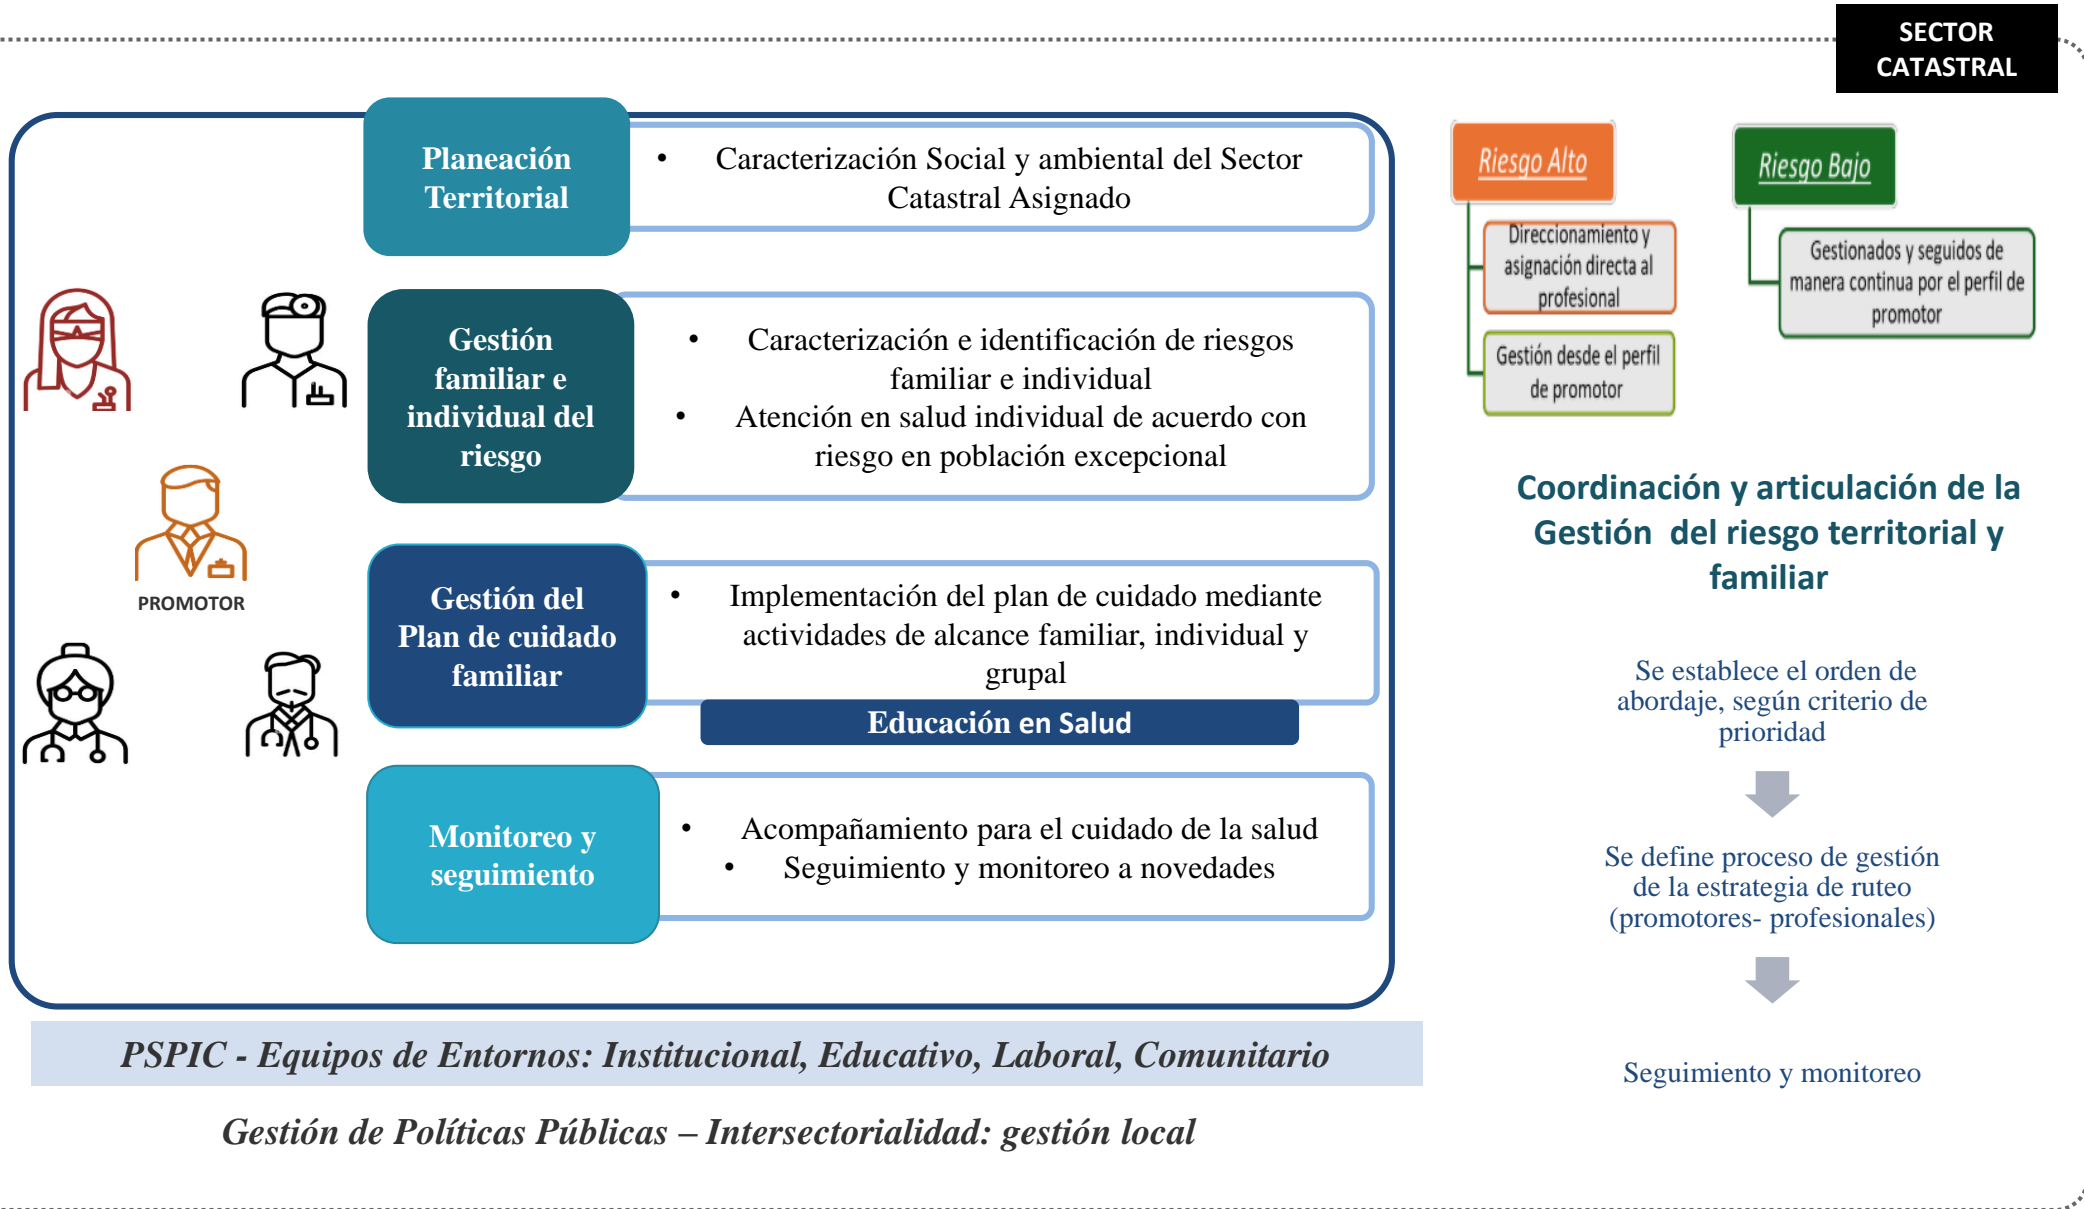 SECTOR
CATASTRAL
Planeación
Territorial
• Caracterización Social y ambiental del Sector
Catastral Asignado
Gestión
familiar e
individual del
riesgo
• Caracterización e identificación de riesgos
familiar e individual
• Atención en salud individual de acuerdo con
riesgo en población excepcional
PROMOTOR
Gestión del
Plan de cuidado
familiar
• Implementación del plan de cuidado mediante
actividades de alcance familiar, individual y
grupal
Educación en Salud
Monitoreo y
seguimiento
• Acompañamiento para el cuidado de la salud
• Seguimiento y monitoreo a novedades
PSPIC - Equipos de Entornos: Institucional, Educativo, Laboral, Comunitario
Gestión de Políticas Públicas – Intersectorialidad: gestión local
Riesgo Alto
Direccionamiento y
asignación directa al
profesional
Gestión desde el perfil
de promotor
Riesgo Bajo
Gestionados y seguidos de
manera continua por el perfil de
promotor
Coordinación y articulación de la
Gestión del riesgo territorial y
familiar
Se establece el orden de
abordaje, según criterio de
prioridad
Se define proceso de gestión
de la estrategia de ruteo
(promotores- profesionales)
Seguimiento y monitoreo